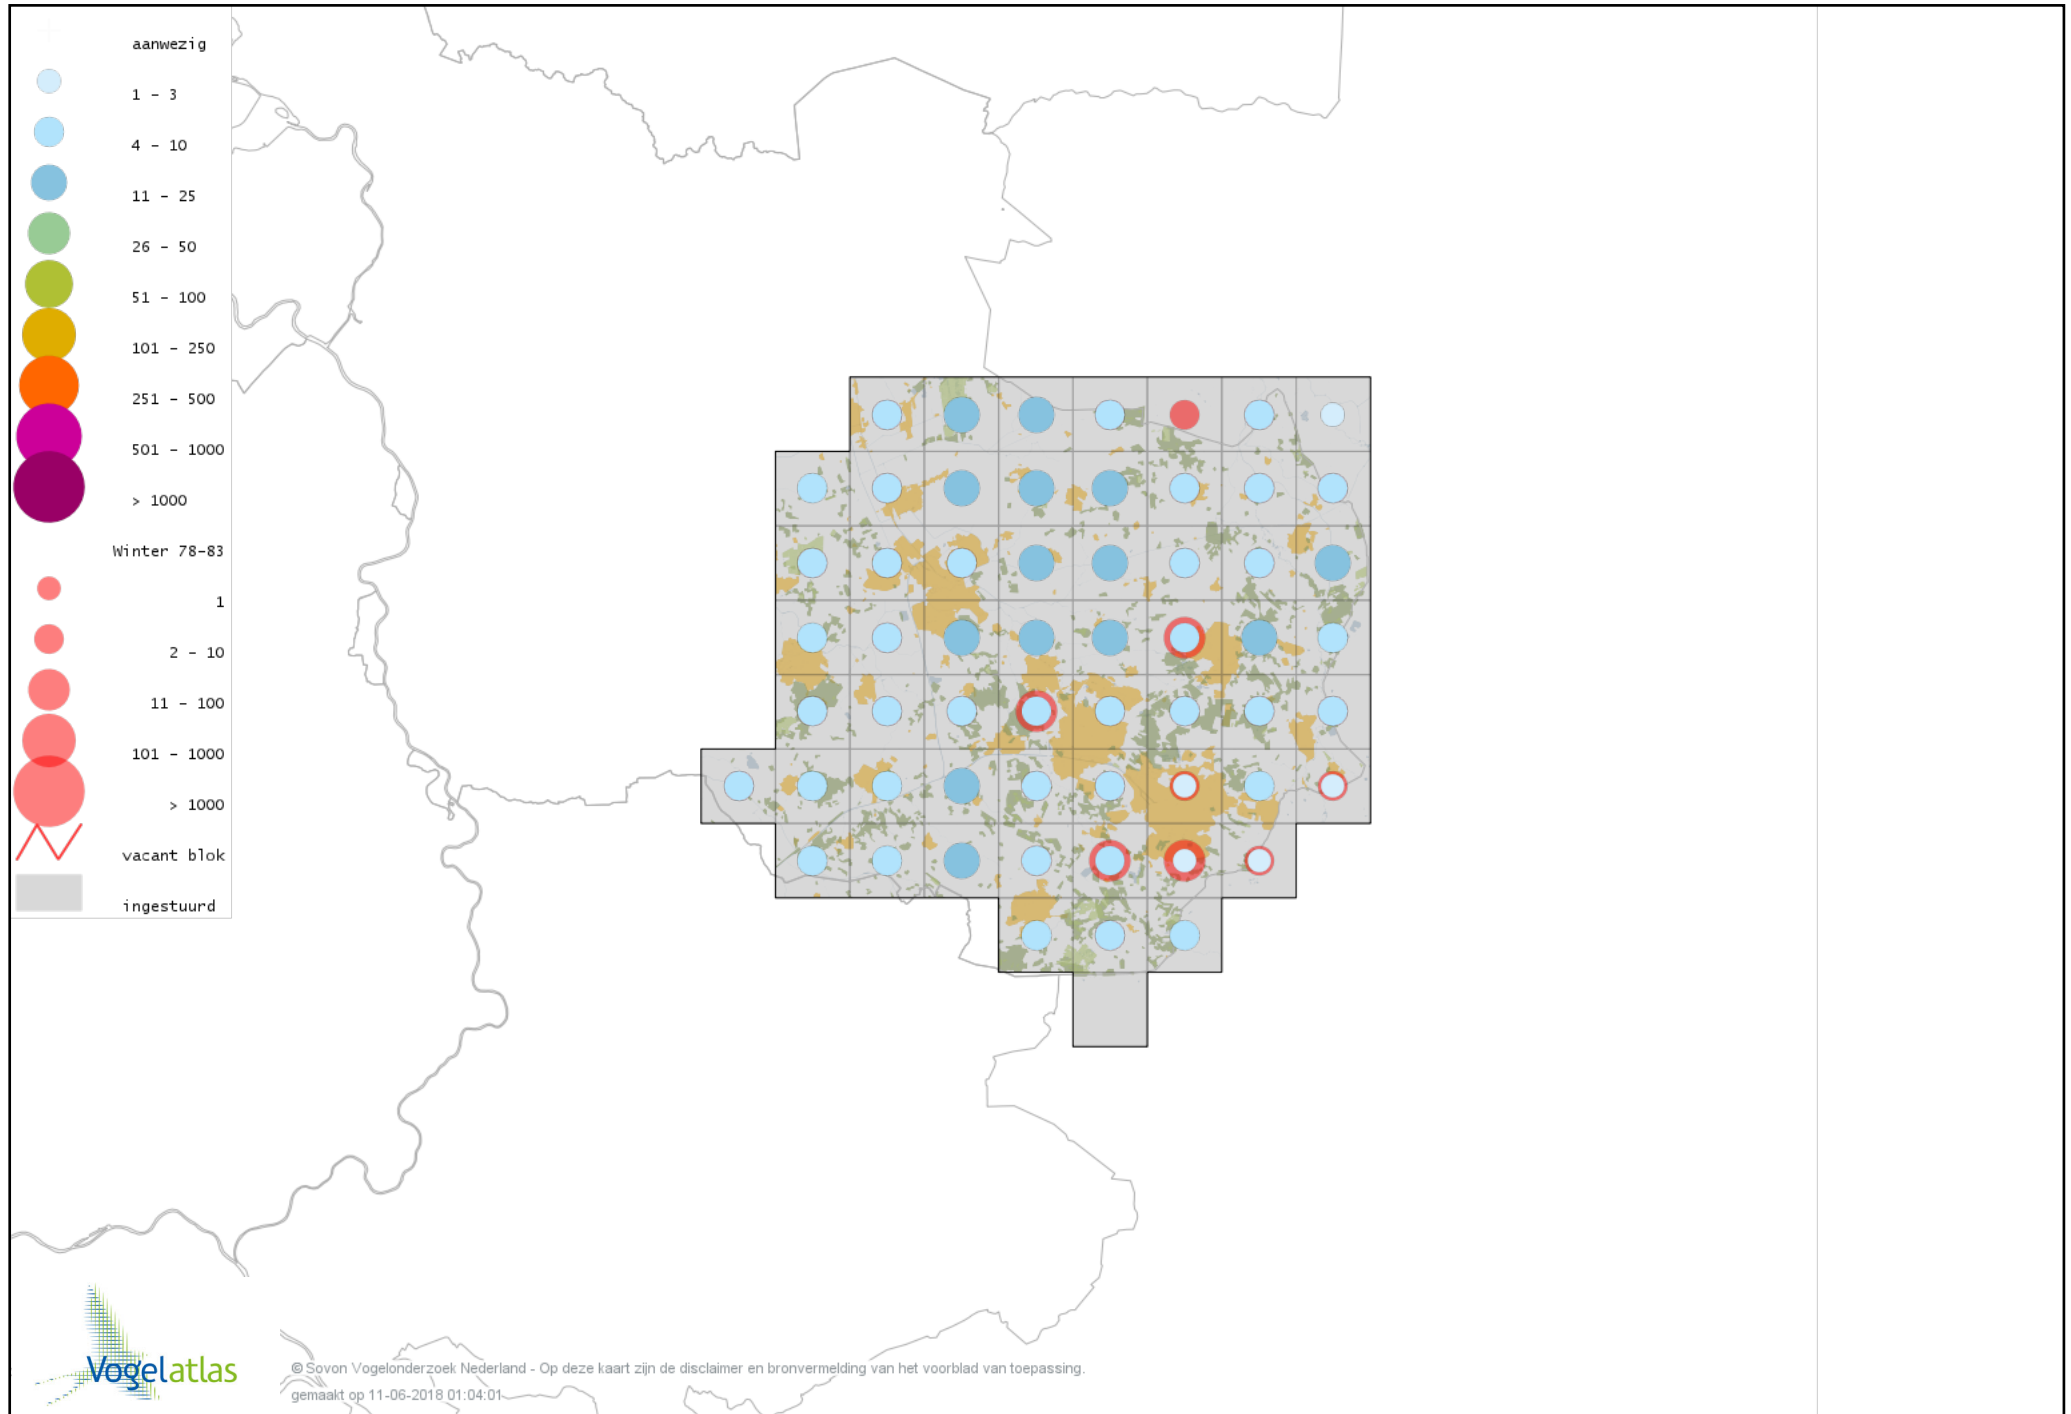 aanwezig
1 - 3
4 - 10
11 - 25
26 - 50
51 - 100
101 - 250
251 - 500
501 - 1000
> 1000
Winter 78-83
1
2 - 10
11 - 100
101 - 1000
> 1000
vacant blok
ingestuurd
Vogelatlas
© Sovon Vogelonderzoek Nederland - Op deze kaart zijn de disclaimer en bronvermelding van het voorblad van toepassing.
gemaakt op 11-06-2018 01:04:01